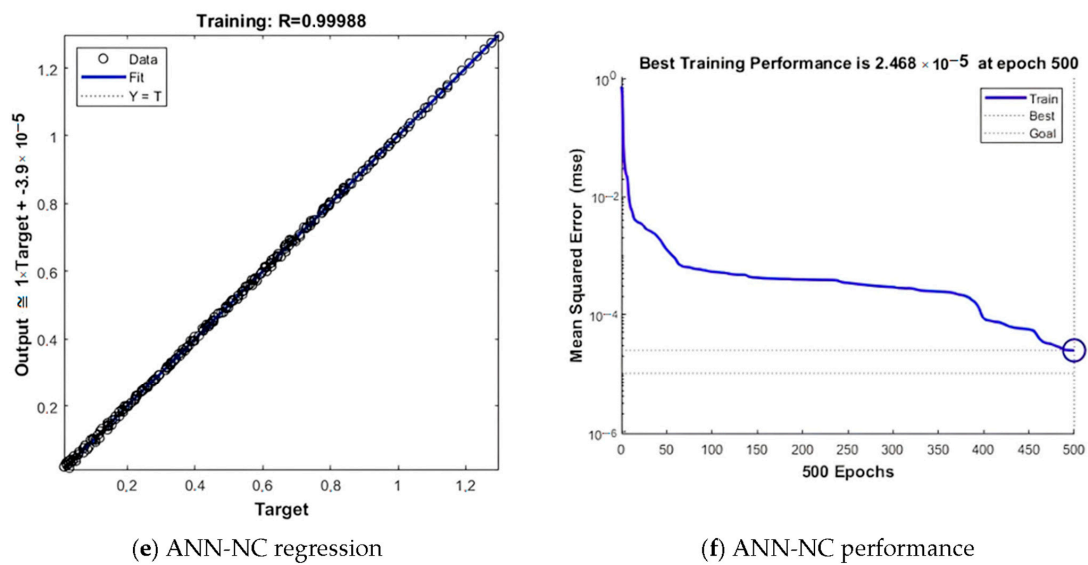 Training: R=0.99988
Data
Fit
Y = T
Output ≅ 1×Target + -3.9× 10−5
1.2
1
0.8
0.6
0.4
0.2
0,2
0,4
0,6
0,8
1
1,2
Target
(e) ANN-NC regression
Best Training Performance is 2.468 × 10−5 at epoch 500
Train
Best
Goal
Mean Squared Error (mse)
10^0
10−2
10−4
10−6
0
50
100
150
200
250
300
350
400
450
500
500 Epochs
(f) ANN-NC performance